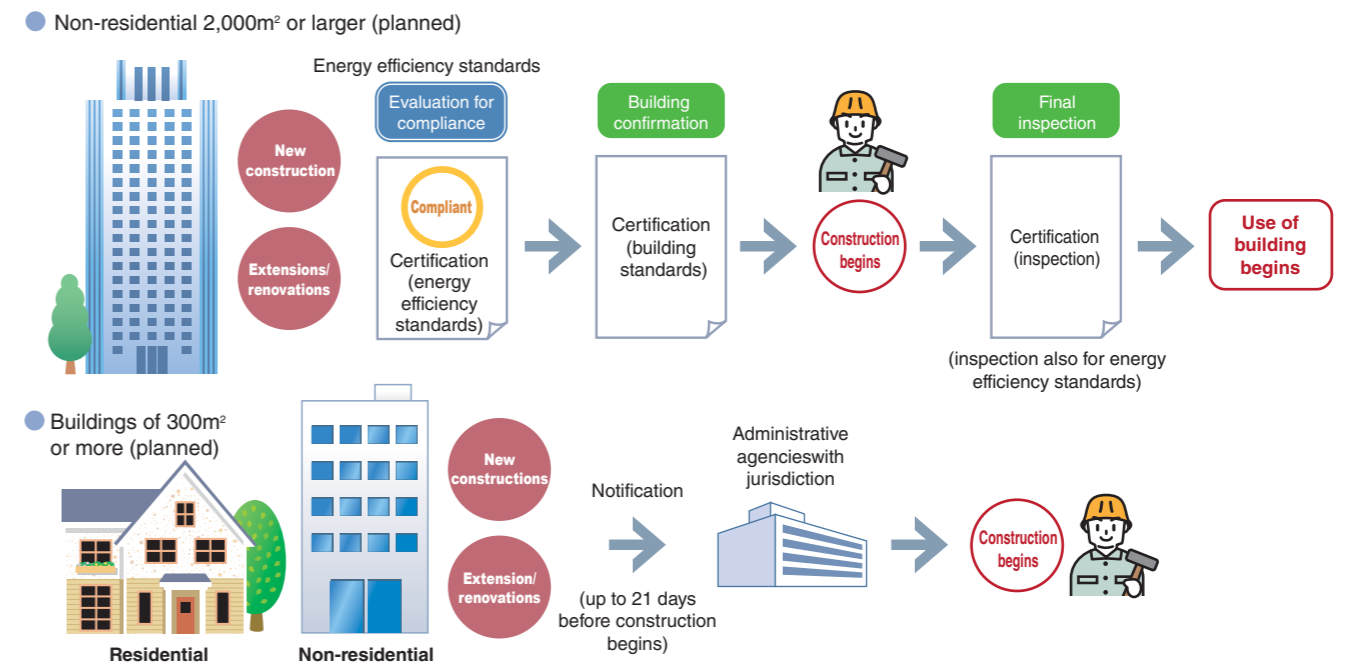 Non-residential 2,000m² or larger (planned)
Energy efficiency standards
Evaluation for
compliance
Building
confirmation
Final
inspection
New
construction
Extensions/
renovations
Compliant
Certification
(energy
efficiency
standards)
Certification
(building
standards)
Construction
begins
Certification
(inspection)
(inspection also for energy
efficiency standards)
Use of
building
begins
Buildings of 300m²
or more (planned)
Residential
Non-residential
New
constructions
Extension/
renovations
Notification
(up to 21 days
before construction
begins)
Administrative
agencieswith
jurisdiction
Construction
begins